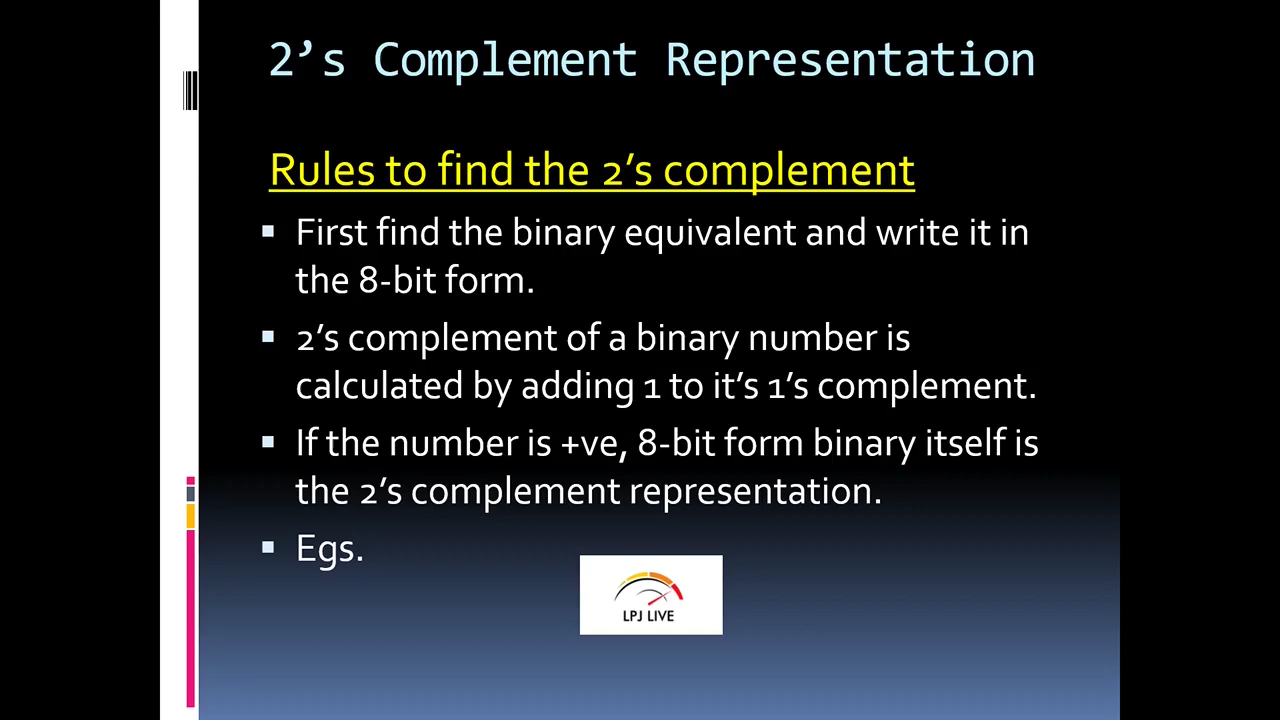 2’s Complement Representation
Rules to find the 2’s complement
▪ First find the binary equivalent and write it in
the 8-bit form.
▪ 2’s complement of a binary number is
calculated by adding 1 to it’s 1’s complement.
▪ If the number is +ve, 8-bit form binary itself is
the 2’s complement representation.
▪ Egs.
LPJ LIVE